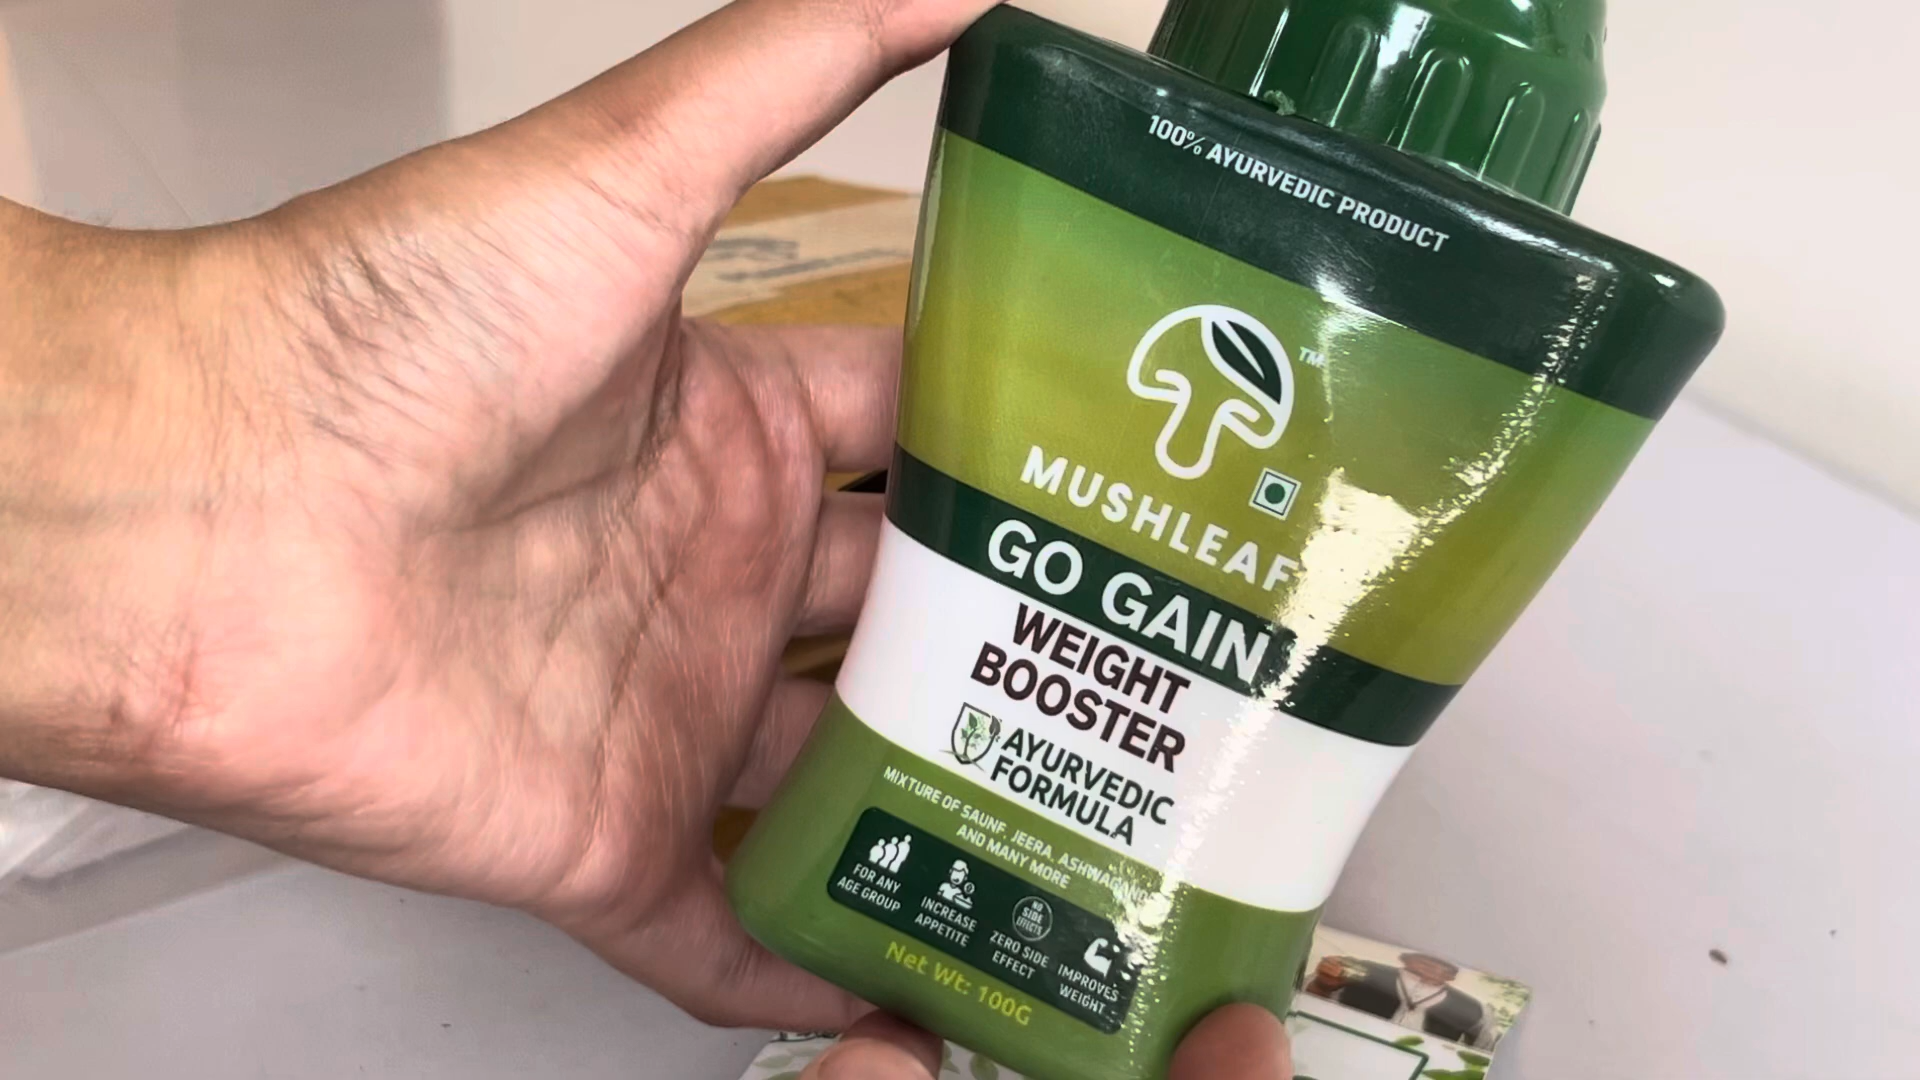 100% AYURVEDIC PRODUCT
TM
MUSHLEAF
GO GAIN
WEIGHT
BOOSTER
AYURVEDIC
FORMULA
MIXTURE OF SAUNF, JEERA, ASHWAGANDHA
AND MANY MORE
FOR ANY
AGE GROUP
INCREASE
APPETITE
NO
SIDE
EFFECTS
ZERO SIDE
EFFECT
IMPROVES
WEIGHT
Net Wt: 100G